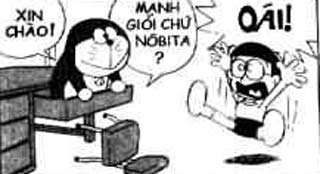 XIN
CHÀO!
MẠNH
GIỎI CHỨ
NÔBITA
?
OÁI!